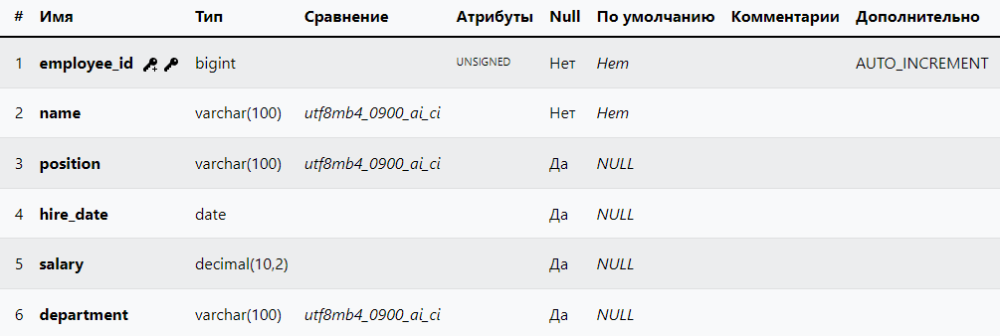 # Имя Тип Сравнение Атрибуты Null По умолчанию Комментарии Дополнительно
1 employee_id bigint UNSIGNED Нет Нет AUTO_INCREMENT
2 name varchar(100) utf8mb4_0900_ai_ci Нет Нет
3 position varchar(100) utf8mb4_0900_ai_ci Да NULL
4 hire_date date Да NULL
5 salary decimal(10,2) Да NULL
6 department varchar(100) utf8mb4_0900_ai_ci Да NULL